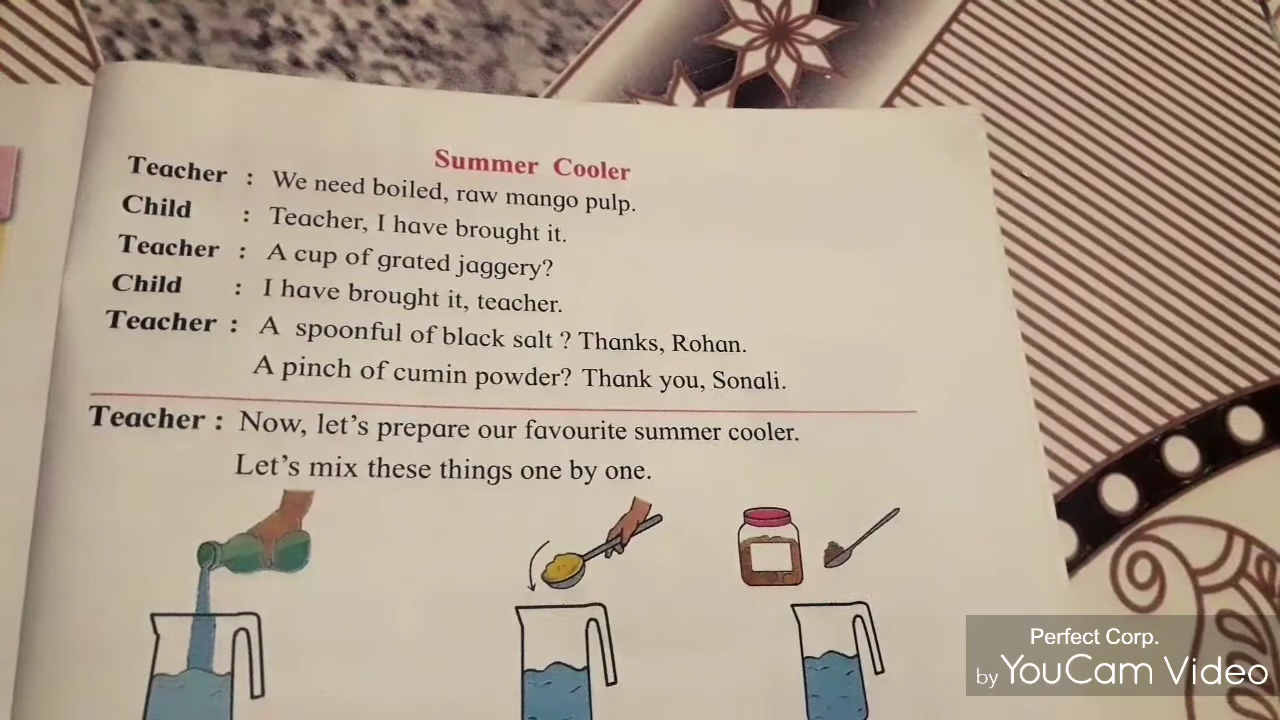 Summer Cooler
Teacher : We need boiled, raw mango pulp.
Child : Teacher, I have brought it.
Teacher : A cup of grated jaggery?
Child : I have brought it, teacher.
Teacher : A spoonful of black salt ? Thanks, Rohan.
A pinch of cumin powder? Thank you, Sonali.
Teacher : Now, let's prepare our favourite summer cooler.
Let's mix these things one by one.
Perfect Corp.
by YouCam Video